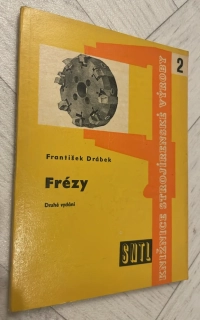 2
KNIŽNICE STROJÍRENSKÉ VÝROBY
František Drábek
Frézy
Druhé vydání
SNTL